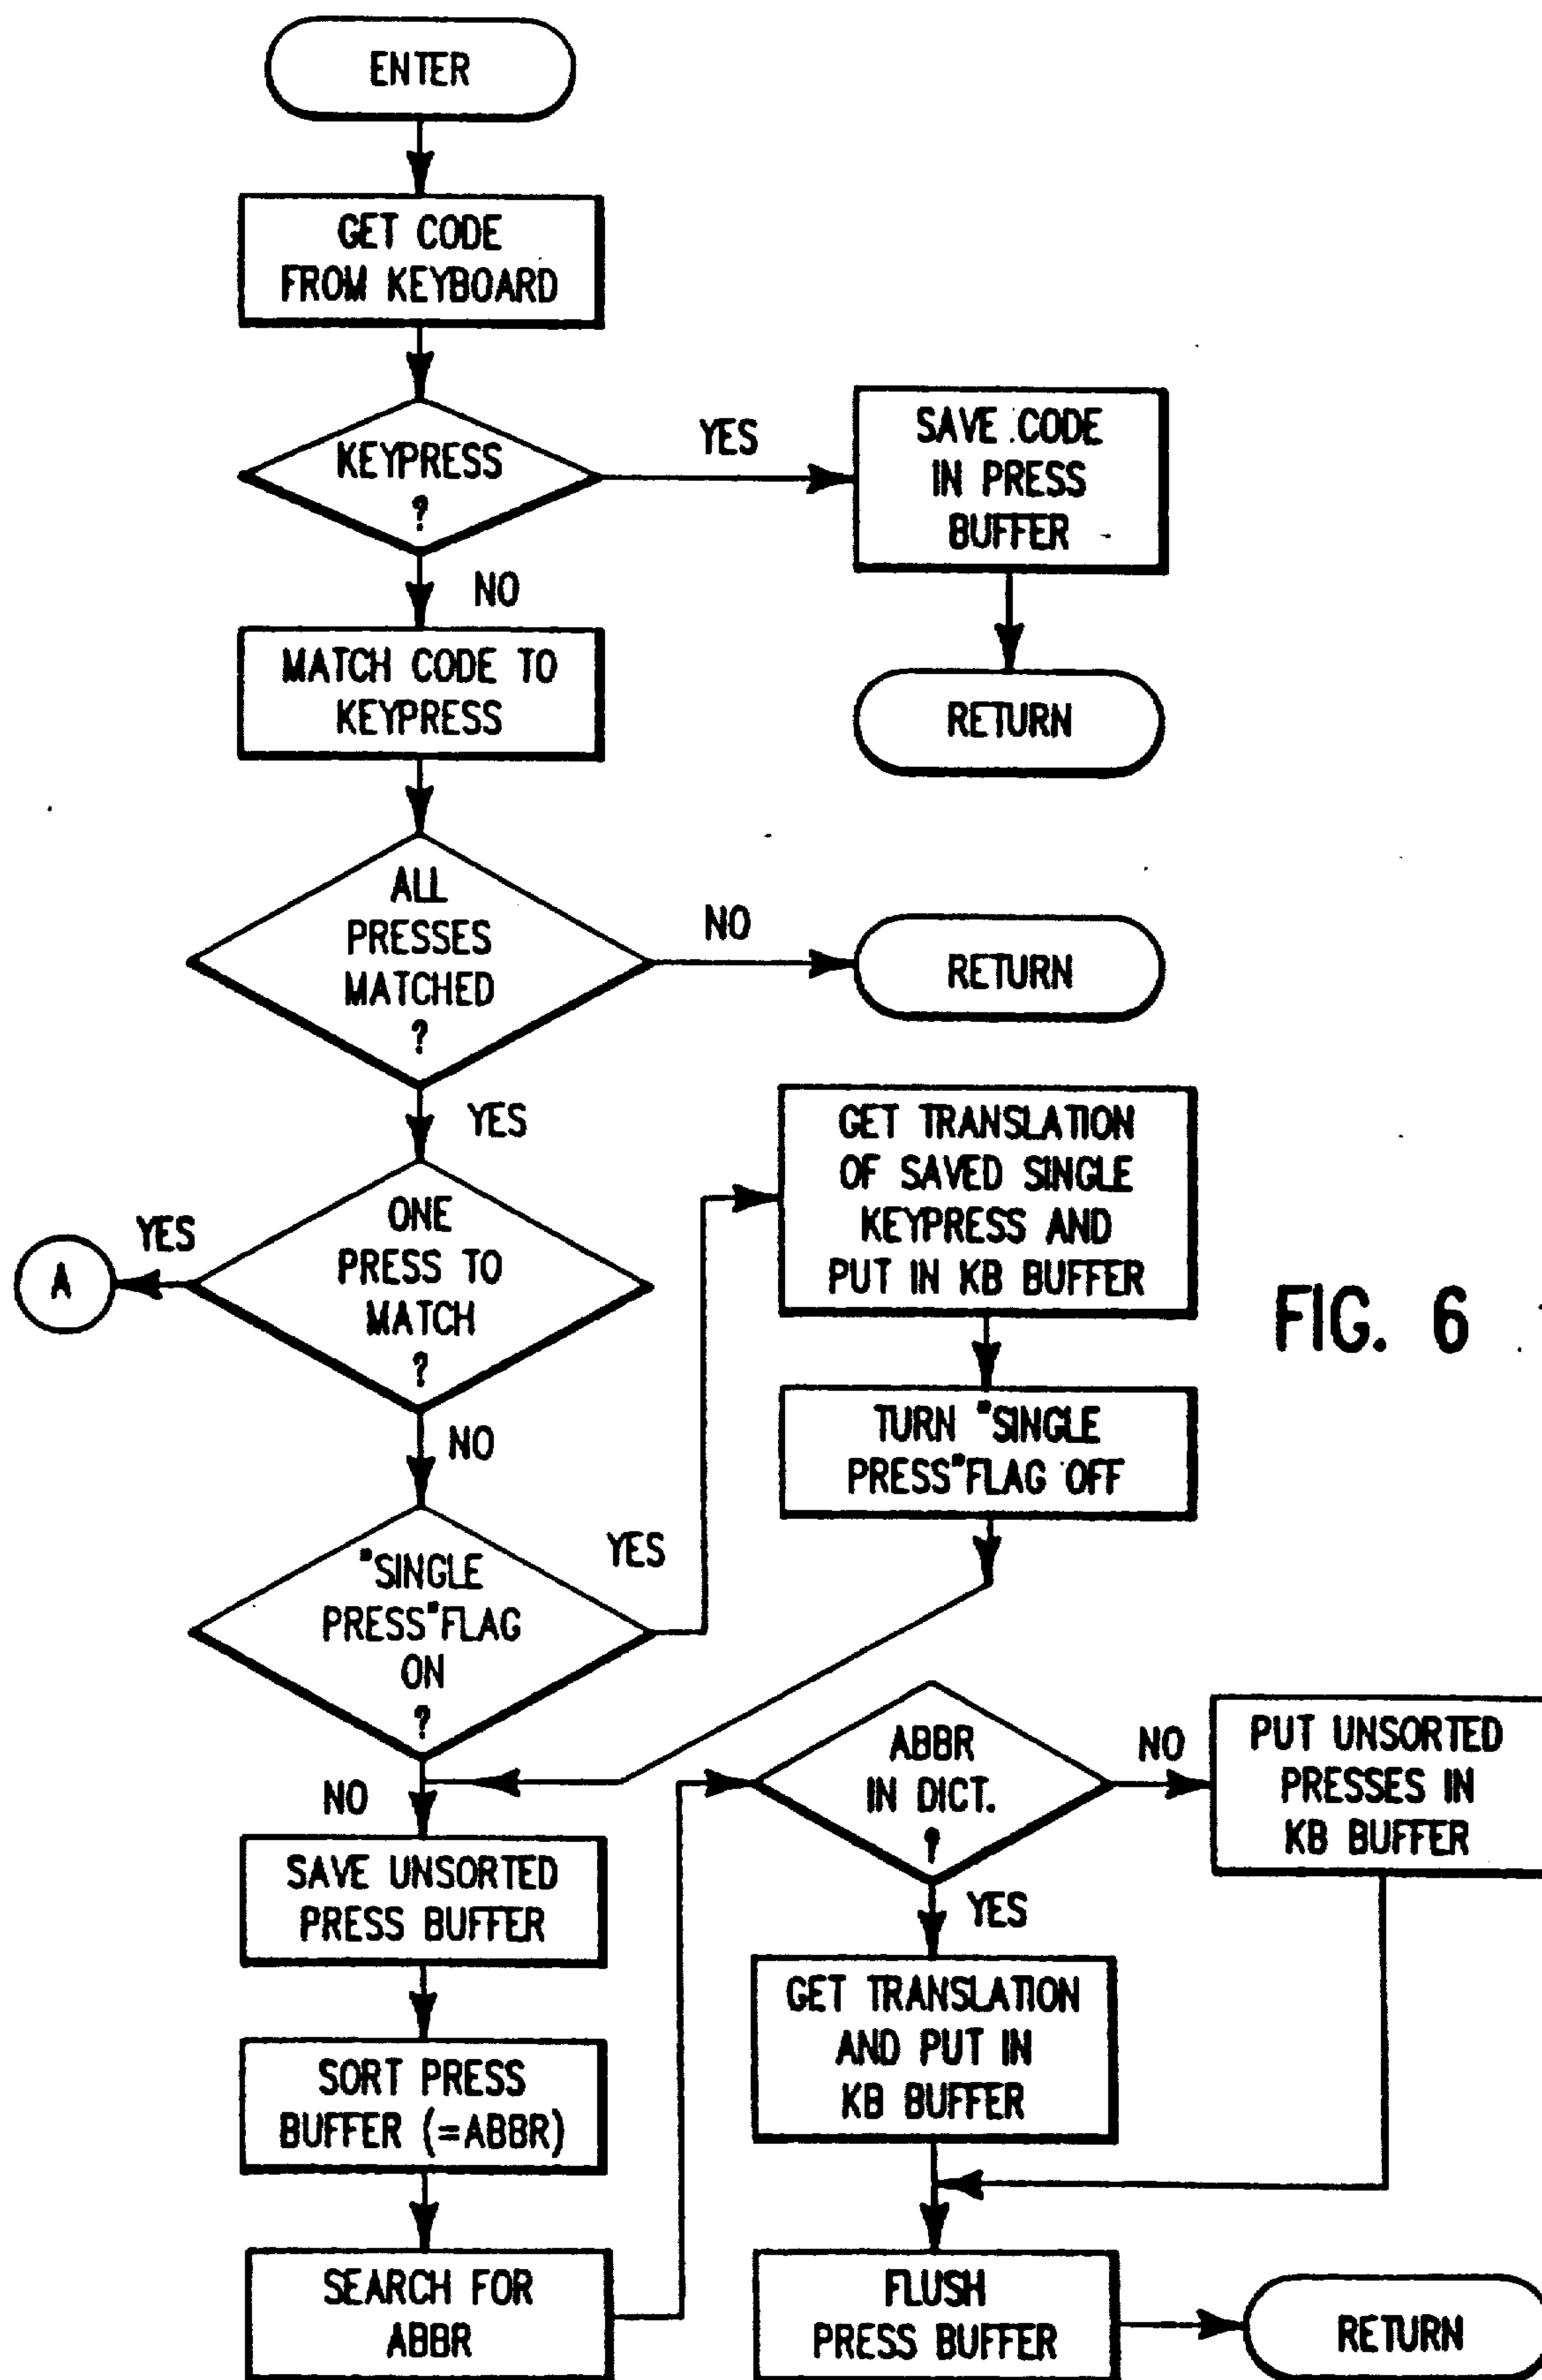 ENTER
GET CODE
FROM KEYBOARD
KEYPRESS
?
YES
SAVE CODE
IN PRESS
BUFFER
RETURN
NO
MATCH CODE TO
KEYPRESS
ALL
PRESSES
MATCHED
?
NO
RETURN
YES
ONE
PRESS TO
MATCH
?
YES
A
NO
"SINGLE
PRESS"FLAG
ON
?
YES
GET TRANSLATION
OF SAVED SINGLE
KEYPRESS AND
PUT IN KB BUFFER
TURN "SINGLE
PRESS"FLAG OFF
FIG. 6
NO
SAVE UNSORTED
PRESS BUFFER
SORT PRESS
BUFFER (=ABBR)
SEARCH FOR
ABBR
ABBR
IN DICT.
?
NO
PUT UNSORTED
PRESSES IN
KB BUFFER
YES
GET TRANSLATION
AND PUT IN
KB BUFFER
FLUSH
PRESS BUFFER
RETURN